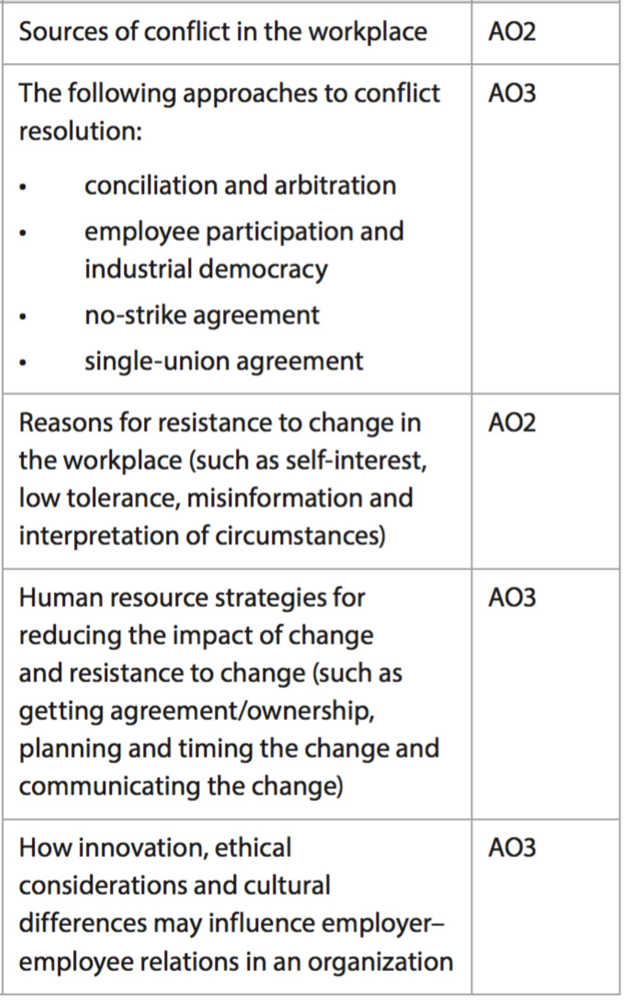 Sources of conflict in the workplace AO2
The following approaches to conflict AO3
resolution:
• conciliation and arbitration
• employee participation and
industrial democracy
• no-strike agreement
• single-union agreement
Reasons for resistance to change in AO2
the workplace (such as self-interest,
low tolerance, misinformation and
interpretation of circumstances)
Human resource strategies for AO3
reducing the impact of change
and resistance to change (such as
getting agreement/ownership,
planning and timing the change and
communicating the change)
How innovation, ethical AO3
considerations and cultural
differences may influence employer–
employee relations in an organization